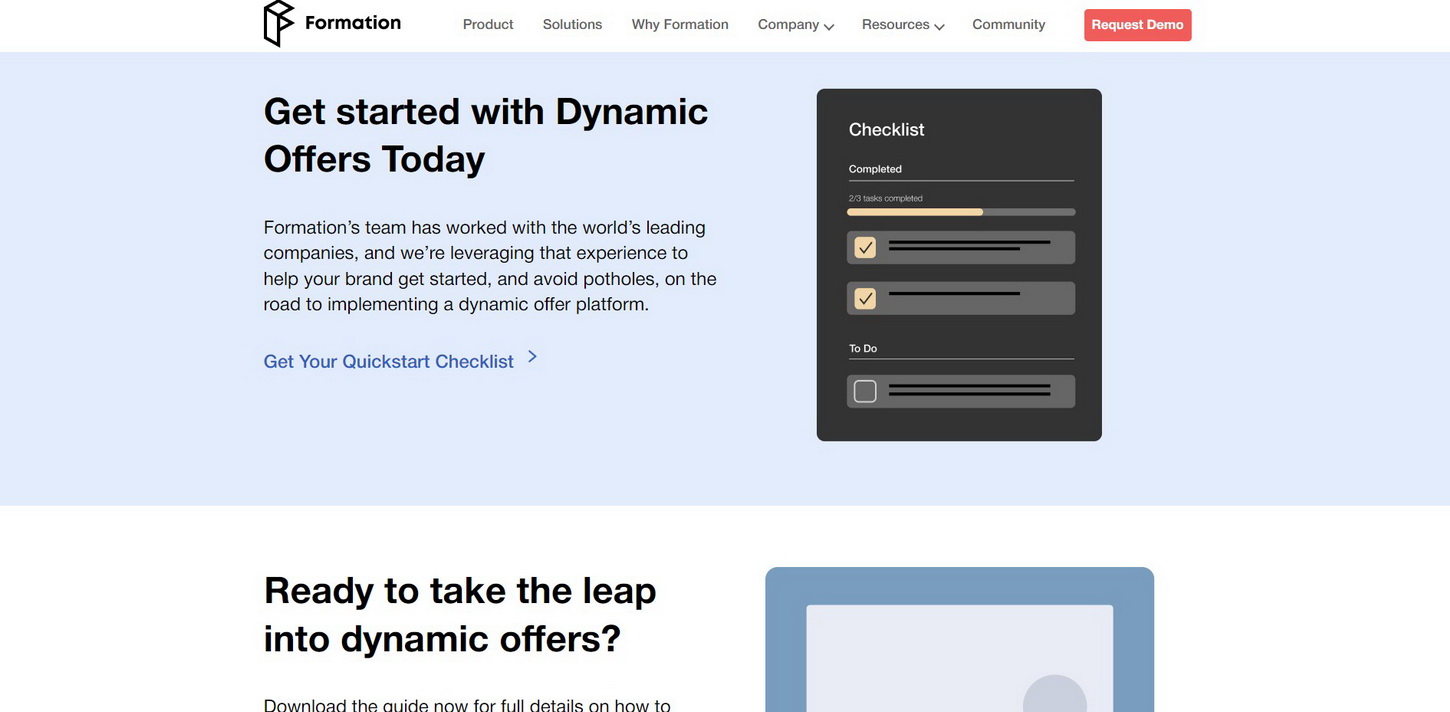 Formation
Product Solutions Why Formation Company Resources Community Request Demo
Get started with Dynamic
Offers Today
Formation’s team has worked with the world’s leading
companies, and we’re leveraging that experience to
help your brand get started, and avoid potholes, on the
road to implementing a dynamic offer platform.
Get Your Quickstart Checklist
Checklist
Completed
2/3 tasks completed
To Do
Ready to take the leap
into dynamic offers?
Download the guide now for full details on how to